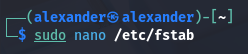 ┌──(alexander㉿alexander)-[~]
└─$ sudo nano /etc/fstab